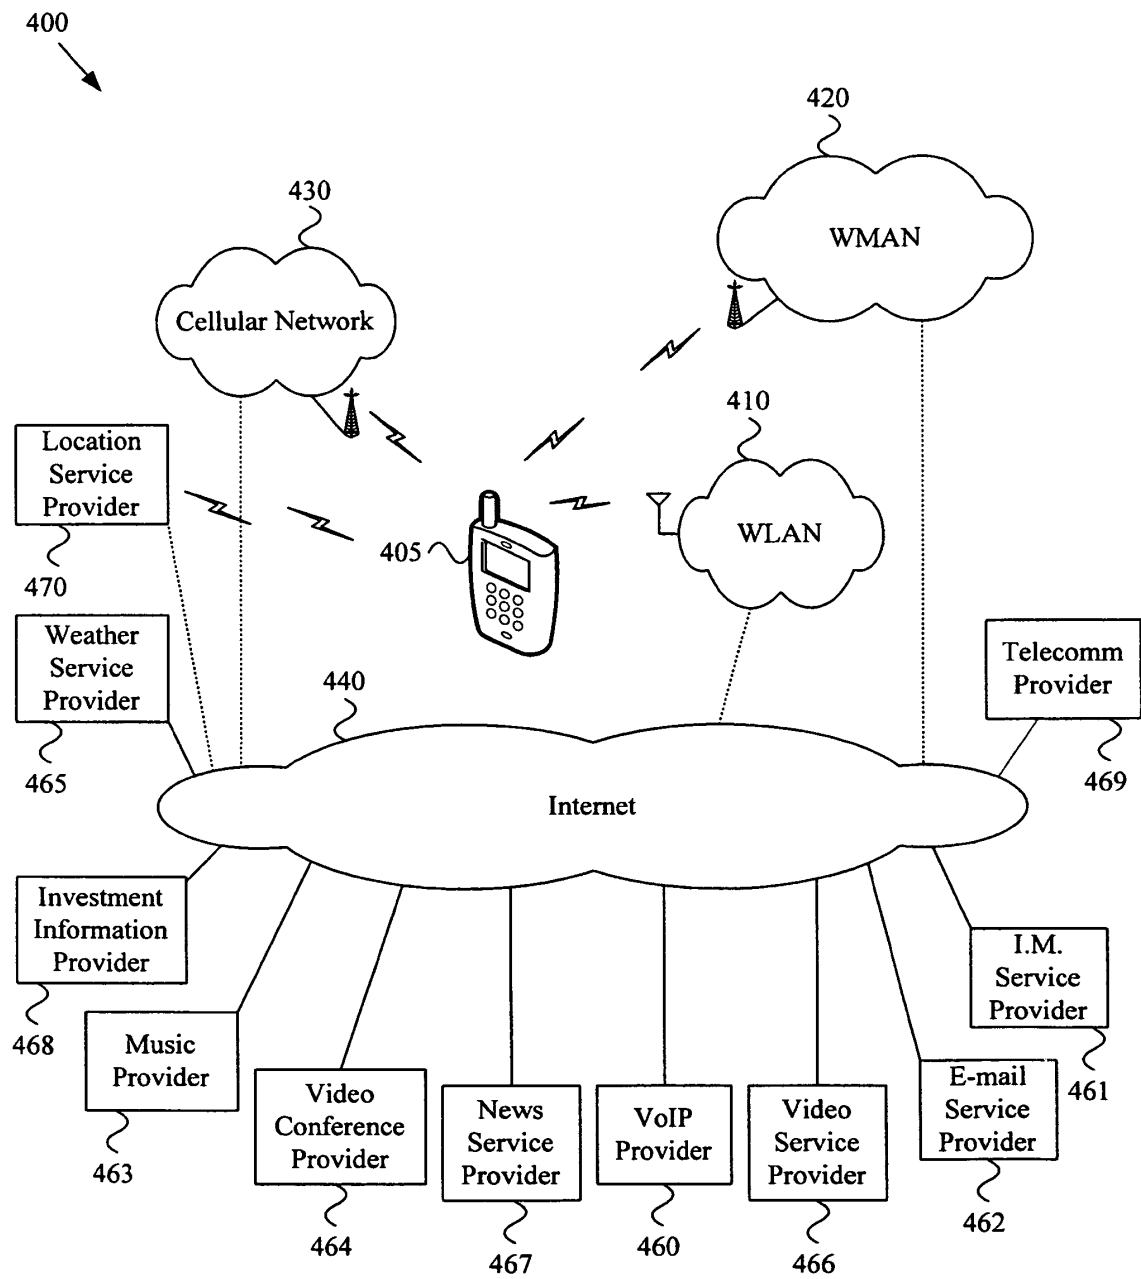 400
420
WMAN
430
Cellular Network
410
WLAN
Location
Service
Provider
470
405
Weather
Service
Provider
465
440
Telecomm
Provider
469
Internet
Investment
Information
Provider
468
I.M.
Service
Provider
461
Music
Provider
463
Video
Conference
Provider
464
News
Service
Provider
467
VoIP
Provider
460
Video
Service
Provider
466
E-mail
Service
Provider
462